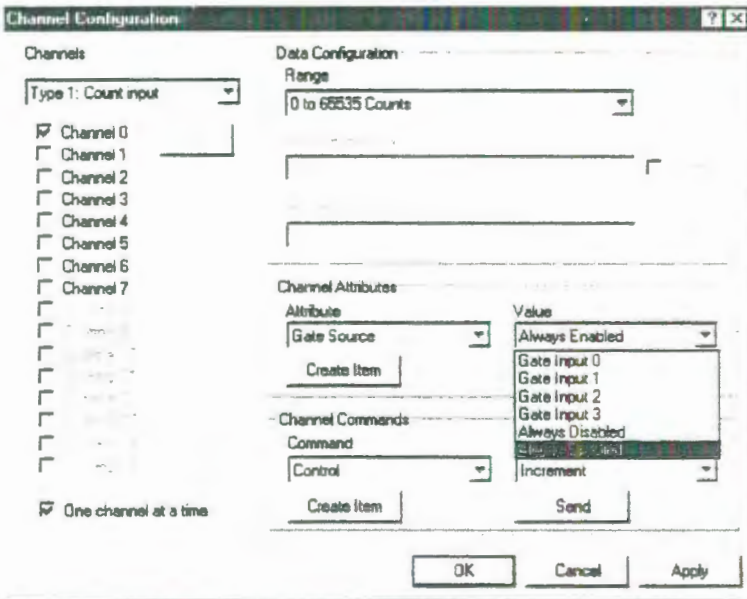 Channel Configuration
Channels
Type 1: Count input
Channel 0
Channel 1
Channel 2
Channel 3
Channel 4
Channel 5
Channel 6
Channel 7
One channel at a time
Data Configuration
Range
0 to 65535 Counts
Channel Attributes
Attribute
Gate Source
Create Item
Value
Always Enabled
Gate Input 0
Gate Input 1
Gate Input 2
Gate Input 3
Always Disabled
Channel Commands
Command
Control
Increment
Create Item
Send
OK
Cancel
Apply